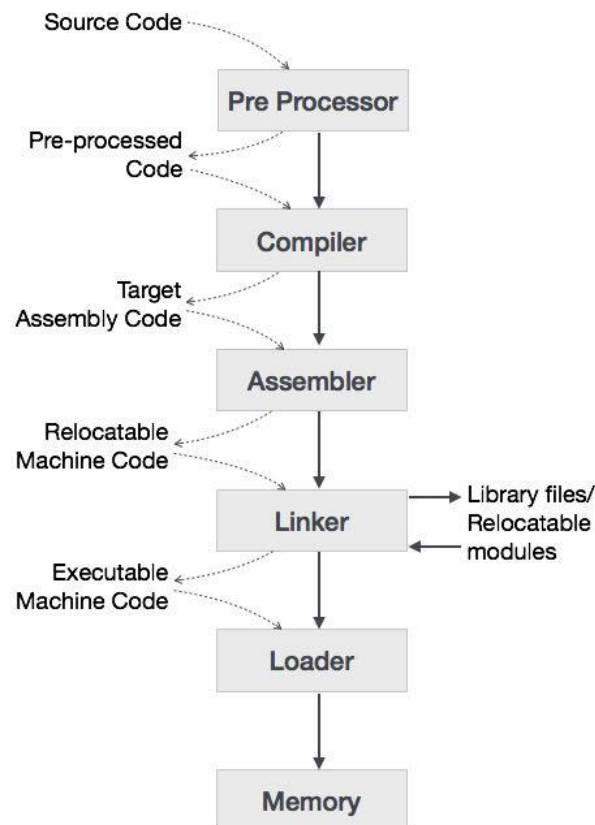 Source Code
Pre Processor
Pre-processed
Code
Compiler
Target
Assembly Code
Assembler
Relocatable
Machine Code
Linker
Library files/
Relocatable
modules
Executable
Machine Code
Loader
Memory